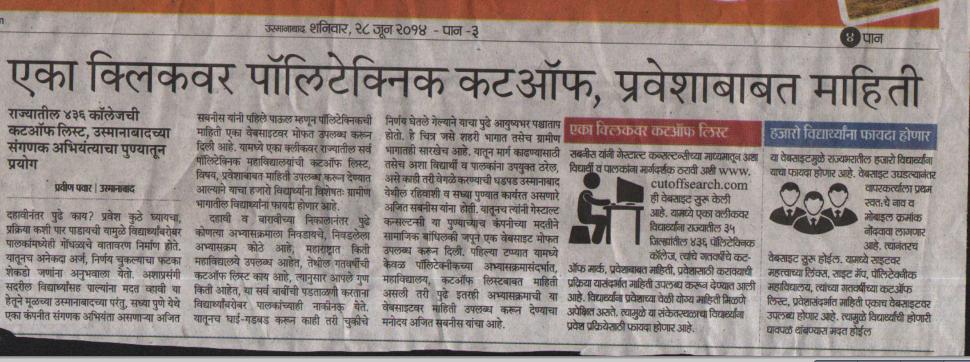 उस्मानाबाद शनिवार, २८ जून २०१४ - पान -३
४ पान
एका क्लिकवर पॉलिटेक्निक कटऑफ, प्रवेशाबाबत माहिती
राज्यातील ४३६ कॉलेजची
कटऑफ लिस्ट, उस्मानाबादच्या
संगणक अभियंत्याचा पुण्यातून
प्रयोग
प्रवीण पवार | उस्मानाबाद
दहावीनंतर पुढे काय? प्रवेश कुठे घ्यायचा,
प्रक्रिया कशी पार पाडायची यामुळे विद्यार्थ्यांबरोबर
पालकांमध्येही गोंधळाचे वातावरण निर्माण होते.
यातूनच अनेकदा अर्ज, निर्णय चुकल्याचा फटका
शेकडो जणांना अनुभवाला येतो. अशाप्रसंगी
सदरील विद्यार्थ्यांसह पाल्यांना मदत व्हावी या
हेतूने मूळच्या उस्मानाबादच्या परंतु, सध्या पुणे येथे
एका कंपनीत संगणक अभियंता असणाऱ्या अजित
सबनीस यांनी पहिले पाऊल म्हणून पॉलिटेक्निकची
माहिती एका वेबसाइटवर मोफत उपलब्ध करून
दिली आहे. यामध्ये एका क्लीकवर राज्यातील सर्व
पॉलिटेक्निक महाविद्यालयांची कटऑफ लिस्ट,
विषय, प्रवेशाबाबत माहिती उपलब्ध करून देण्यात
आल्याने याचा हजारो विद्यार्थ्यांना विशेषतः ग्रामीण
भागातील विद्यार्थ्यांना फायदा होणार आहे.
दहावी व बारावीच्या निकालानंतर पुढे
कोणत्या अभ्यासक्रमाला निवडायचे, निवडलेला
अभ्यासक्रम कोठे आहे, महाराष्ट्रात किती
महाविद्यालये उपलब्ध आहेत, तेथील गतवर्षीची
कटऑफ लिस्ट काय आहे, त्यानुसार आपले गुण
किती आहेत, या सर्व बाबींची पडताळणी करताना
विद्यार्थ्यांबरोबर पालकांच्याही नाकीनऊ येते.
यातूनच घाई-गडबड करून काही तरी चुकीचे
निर्णय घेतले गेल्याने याचा पुढे आयुष्यभर पश्चाताप
होतो. हे चित्र जसे शहरी भागात तसेच ग्रामीण
भागातही सारखेच आहे. यातून मार्ग काढण्यासाठी
तसेच अशा विद्यार्थी व पालकांना उपयुक्त ठरेल,
असे काही तरी वेगळे करण्याची धडपड उस्मानाबाद
येथील रहिवाशी व सध्या पुण्यात कार्यरत असणारे
अजित सबनीस यांना होती. यातूनच त्यांनी गेस्टाल्ट
कन्सलटन्सी या पुण्याच्याच कंपनीच्या मदतीने
सामाजिक बांधिलकी जपून एक वेबसाइट मोफत
उपलब्ध करून दिली. पहिल्या टप्प्यात यामध्ये
केवळ पॉलिटेक्नीकच्या अभ्यासक्रमासंदर्भात,
महाविद्यालय, कटऑफ लिस्टबाबत माहिती
असली तरी पुढे इतरही अभ्यासक्रमाची या
वेबसाइटवर माहिती उपलब्ध करून देण्याचा
मनोदय अजित सबनीस यांचा आहे.
एका क्लिकवर कटऑफ लिस्ट
सबनीस यांनी गेस्टाल्ट कन्सल्टन्सीच्या माध्यमातून अशा
विद्यार्थी व पालकांना मार्गदर्शक ठरावी अशी www.
cutoffsearch.com
ही वेबसाइट सुरू केली
आहे. यामध्ये एका क्लीकवर
विद्यार्थ्यांना राज्यातील ३५
जिल्ह्यांतील ४३६ पॉलिटेक्निक
कॉलेज, त्यांचे गतवर्षीचे कट-
ऑफ मार्क, प्रवेशाबाबत माहिती, प्रवेशासाठी करावयाची
प्रक्रिया यासंदर्भात माहिती उपलब्ध करून देण्यात आली
आहे. विद्यार्थ्यांना प्रवेशाच्या वेळी योग्य माहिती मिळणे
अपेक्षित असते. त्यामुळे या संकेतस्थळाचा विद्यार्थ्यांना
प्रवेश प्रक्रियेसाठी फायदा होणार आहे.
हजारो विद्यार्थ्यांना फायदा होणार
या वेबसाइटमुळे राज्यभरातील हजारो विद्यार्थ्यांना
याचा फायदा होणार आहे. वेबसाइट उघडल्यानंतर
वापरकर्त्याला प्रथम
स्वतःचे नाव व
मोबाइल क्रमांक
नोंदवावा लागणार
आहे. त्यानंतरच
वेबसाइट सुरू होईल. यामध्ये साइटवर
महत्त्वाच्या लिंक्स, साइट मॅप, पॉलिटेक्नीक
महाविद्यालय, त्यांच्या गतवर्षीच्या कटऑफ
लिस्ट, प्रवेशसंदर्भात माहिती एकाच वेबसाइटवर
उपलब्ध होणार आहे. त्यामुळे विद्यार्थ्यांची होणारी
धावपळ थांबण्यास मदत होईल